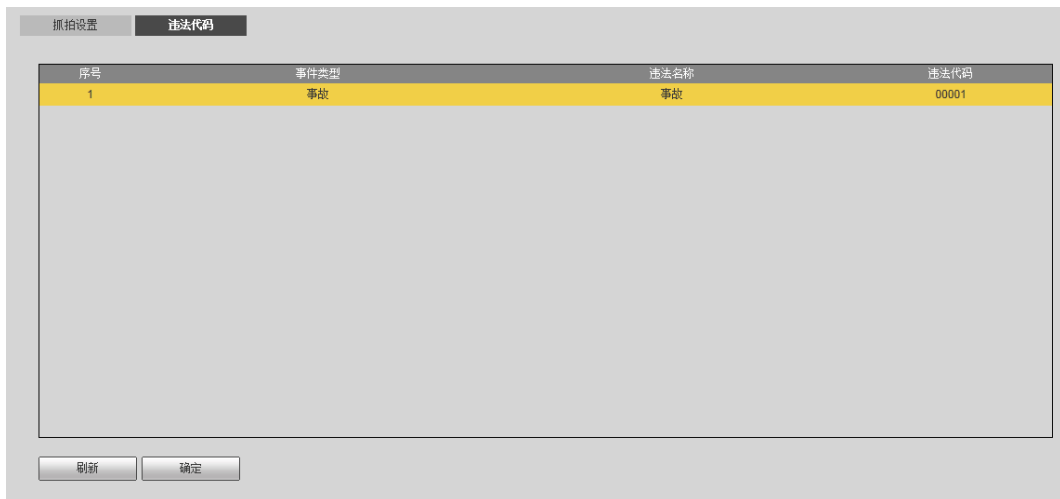 抓拍设置 违法代码
序号 事件类型 违法名称 违法代码
1 事故 事故 00001
刷新 确定